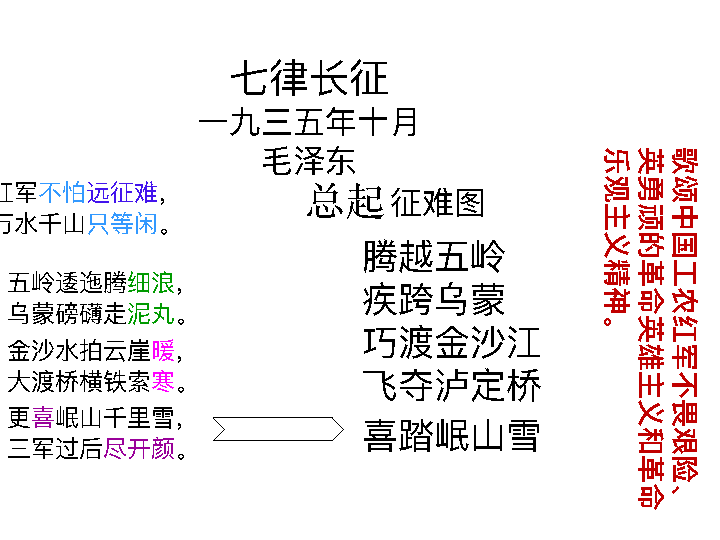 七律长征
一九三五年十月
毛泽东
总起 征难图
红军不怕远征难，
万水千山只等闲。
五岭逶迤腾细浪，
乌蒙磅礴走泥丸。
金沙水拍云崖暖，
大渡桥横铁索寒。
更喜岷山千里雪，
三军过后尽开颜。
腾越五岭
疾跨乌蒙
巧渡金沙江
飞夺泸定桥
喜踏岷山雪
歌颂中国工农红军不畏艰险、
英勇顽的革命英雄主义和革命
乐观主义精神。